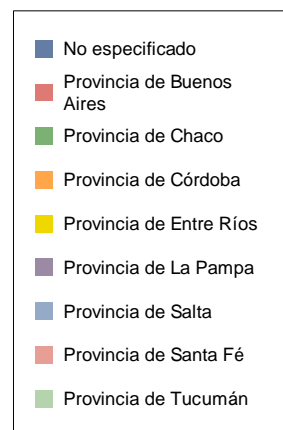 No especificado
Provincia de Buenos
Aires
Provincia de Chaco
Provincia de Córdoba
Provincia de Entre Ríos
Provincia de La Pampa
Provincia de Salta
Provincia de Santa Fé
Provincia de Tucumán